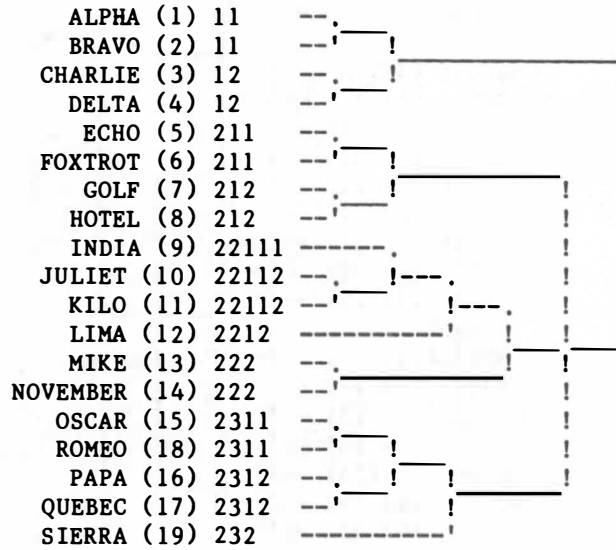 ALPHA (1) 11
BRAVO (2) 11
CHARLIE (3) 12
DELTA (4) 12
ECHO (5) 211
FOXTROT (6) 211
GOLF (7) 212
HOTEL (8) 212
INDIA (9) 22111
JULIET (10) 22112
KILO (11) 22112
LIMA (12) 2212
MIKE (13) 222
NOVEMBER (14) 222
OSCAR (15) 2311
ROMEO (18) 2311
PAPA (16) 2312
QUEBEC (17) 2312
SIERRA (19) 232